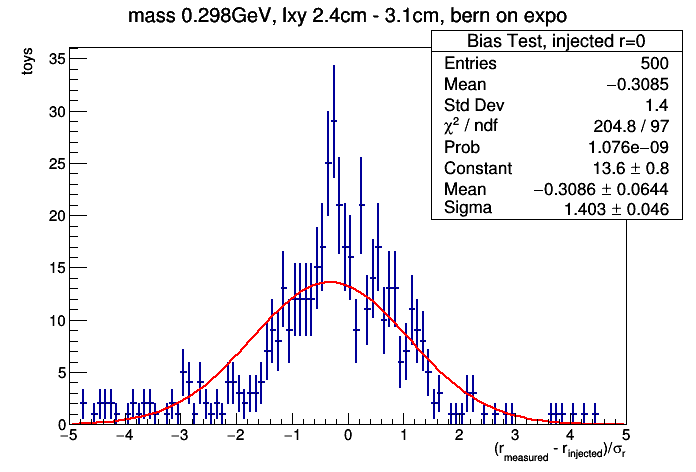 mass 0.298GeV, lxy 2.4cm - 3.1cm, bern on expo
toys
Bias Test, injected r=0
Entries 500
Mean −0.3085
Std Dev 1.4
χ² / ndf 204.8 / 97
Prob 1.076e−09
Constant 13.6 ± 0.8
Mean −0.3086 ± 0.0644
Sigma 1.403 ± 0.046
35
30
25
20
15
10
5
0
−5 −4 −3 −2 −1 0 1 2 3 4 5
(r_measured - r_injected)/σ_r